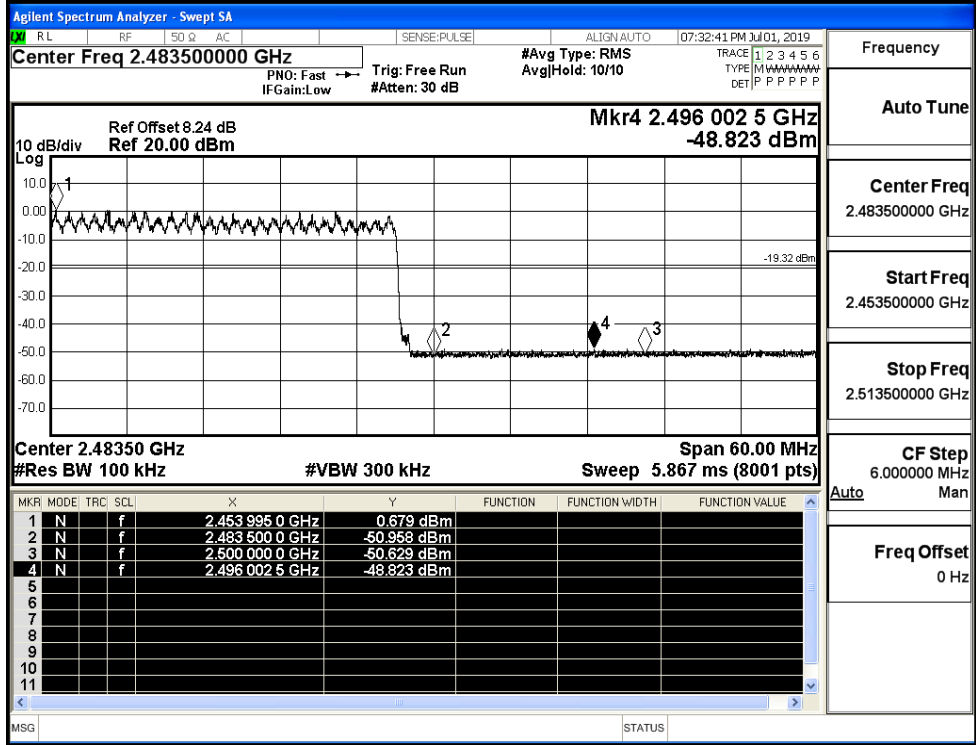 Agilent Spectrum Analyzer - Swept SA
LXI RL RF 50 Ω AC SENSE:PULSE ALIGN AUTO 07:32:41 PM Jul 01, 2019
Center Freq 2.483500000 GHz
PNO: Fast
IFGain:Low
Trig: Free Run
#Atten: 30 dB
#Avg Type: RMS
Avg|Hold: 10/10
TRACE 1 2 3 4 5 6
TYPE M W W W W W
DET P P P P P P
Ref Offset 8.24 dB
10 dB/div Ref 20.00 dBm
Log
Mkr4 2.496 002 5 GHz
-48.823 dBm
10.0
0.00
-10.0
-20.0
-30.0
-40.0
-50.0
-60.0
-70.0
1
2
4
3
-19.32 dBm
Center 2.48350 GHz Span 60.00 MHz
#Res BW 100 kHz #VBW 300 kHz Sweep 5.867 ms (8001 pts)
MKR MODE TRC SCL X Y FUNCTION FUNCTION WIDTH FUNCTION VALUE
1 N f 2.453 995 0 GHz 0.679 dBm
2 N f 2.483 500 0 GHz -50.958 dBm
3 N f 2.500 000 0 GHz -50.629 dBm
4 N f 2.496 002 5 GHz -48.823 dBm
5
6
7
8
9
10
11
MSG STATUS
Frequency
Auto Tune
Center Freq
2.483500000 GHz
Start Freq
2.453500000 GHz
Stop Freq
2.513500000 GHz
CF Step
6.000000 MHz
Auto Man
Freq Offset
0 Hz